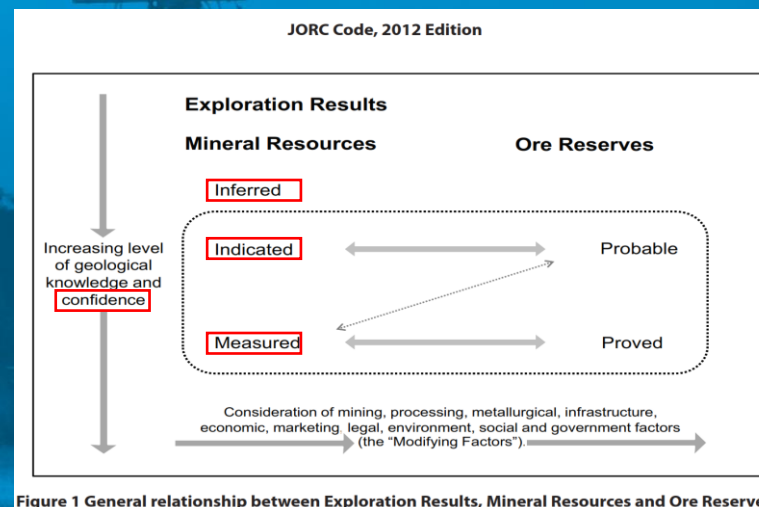 JORC Code, 2012 Edition
Exploration Results
Mineral Resources
Ore Reserves
Inferred
Increasing level
of geological
knowledge and
confidence
Indicated
Probable
Measured
Proved
Consideration of mining, processing, metallurgical, infrastructure,
economic, marketing, legal, environment, social and government factors
(the “Modifying Factors”).
Figure 1 General relationship between Exploration Results, Mineral Resources and Ore